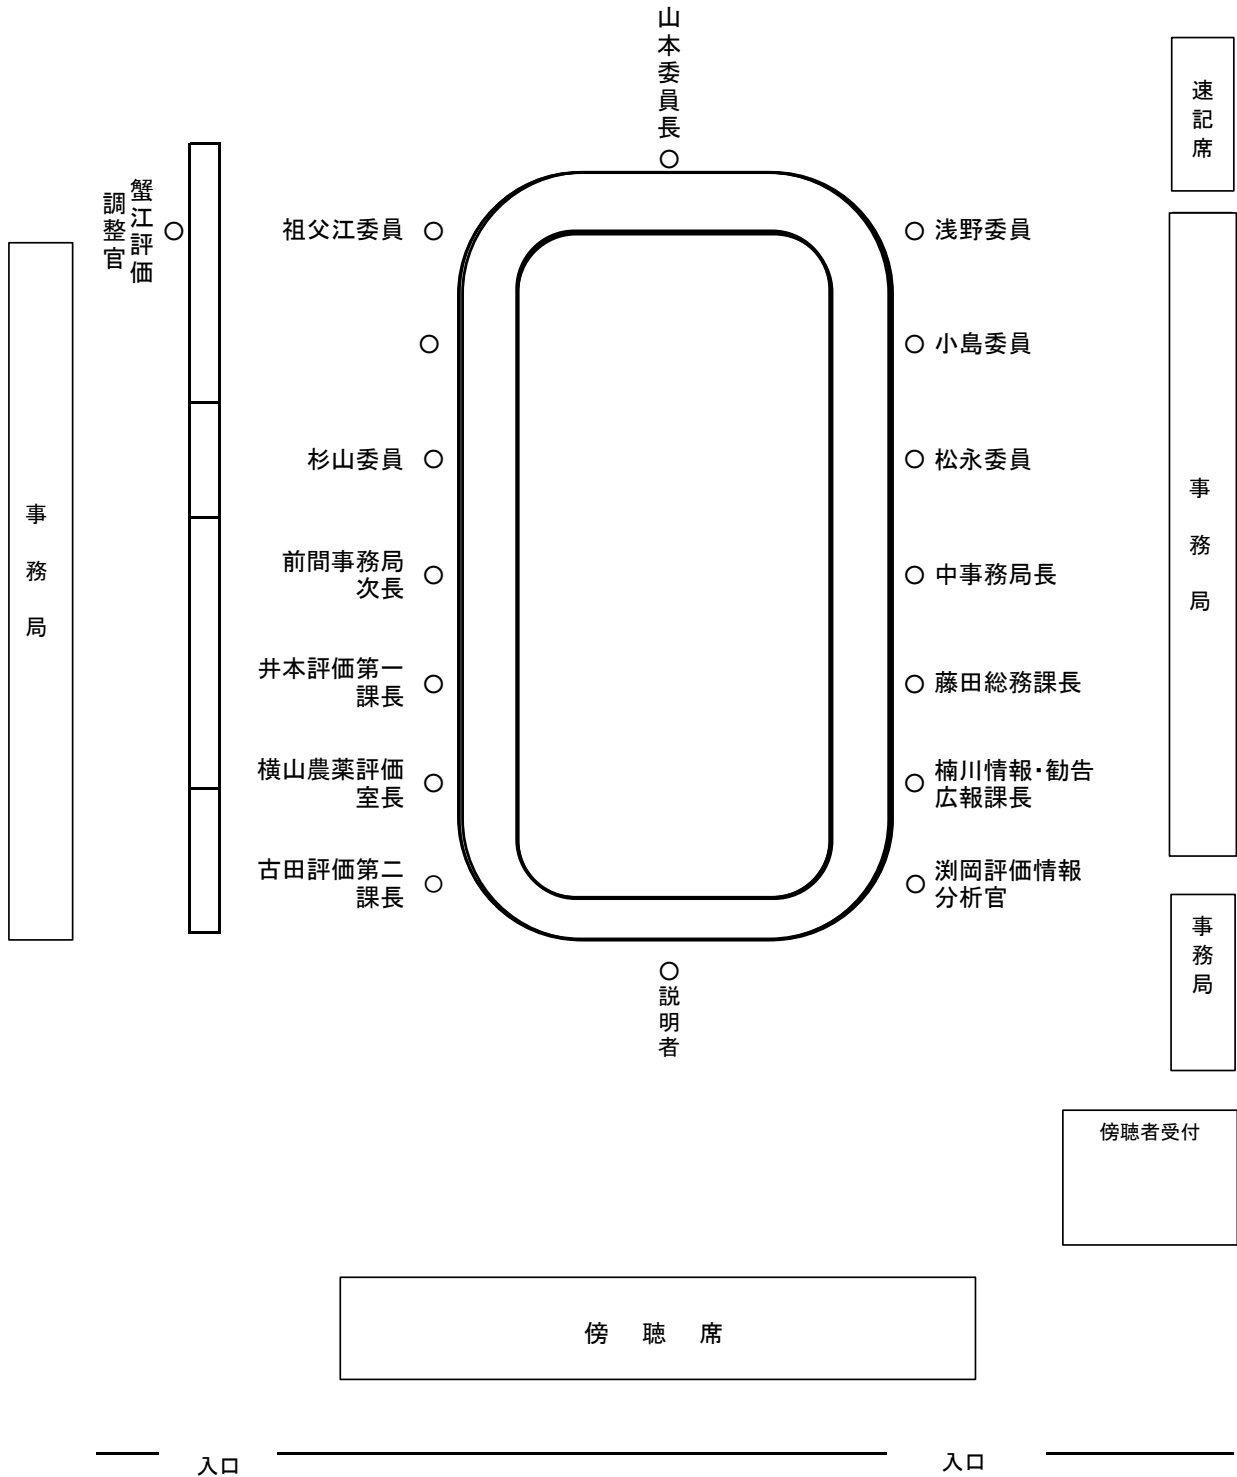 山本委員長
速記席
蟹江評価
調整官
祖父江委員
浅野委員
小島委員
杉山委員
松永委員
事務局
事務局
前間事務局
次長
中事務局長
井本評価第一
課長
藤田総務課長
横山農薬評価
室長
楠川情報・勧告
広報課長
古田評価第二
課長
渕岡評価情報
分析官
事務局
説明者
傍聴者受付
傍聴席
入口
入口